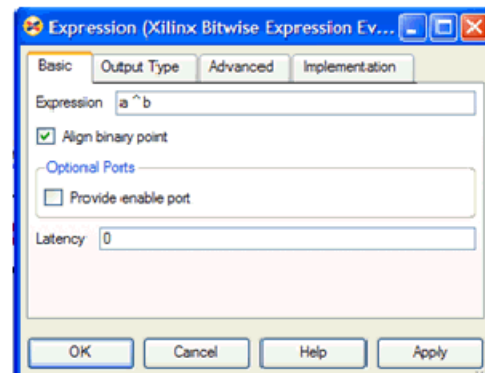 Expression (Xilinx Bitwise Expression Ev...
Basic Output Type Advanced Implementation
Expression a ^ b
Align binary point
Optional Ports
Provide enable port
Latency 0
OK Cancel Help Apply